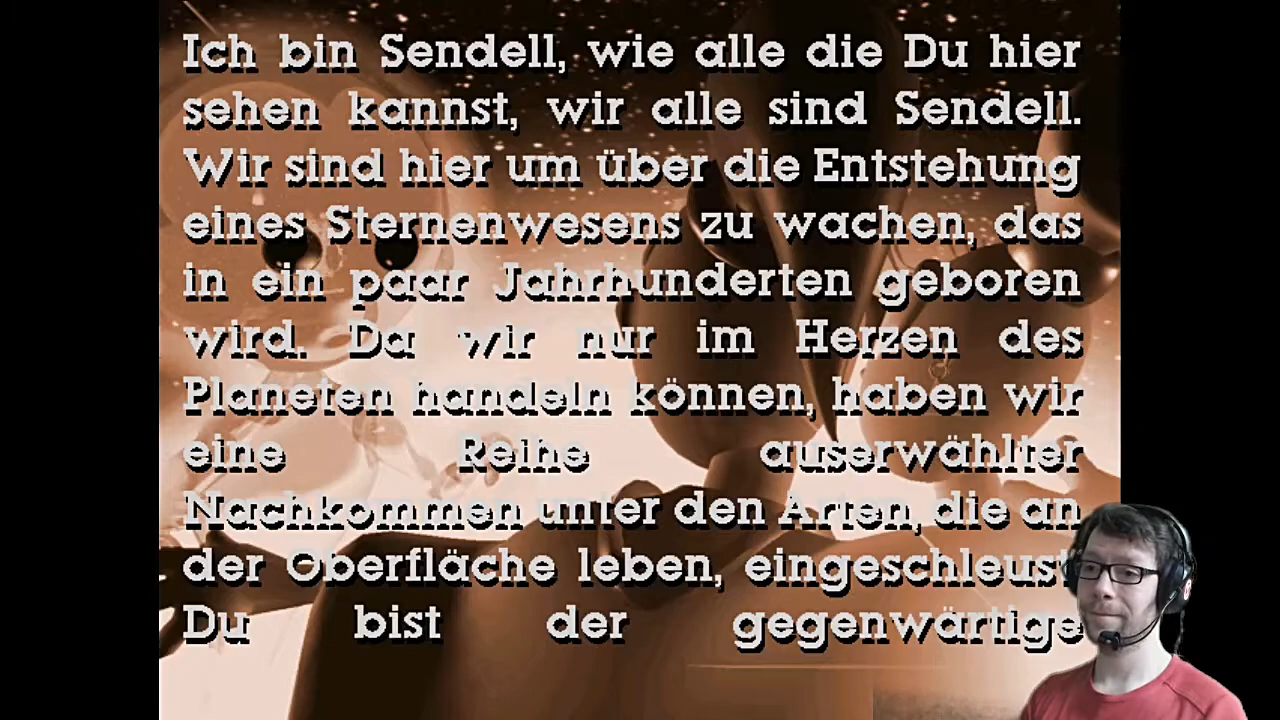 Ich bin Sendell, wie alle die Du hier
sehen kannst, wir alle sind Sendell.
Wir sind hier um über die Entstehung
eines Sternenwesens zu wachen, das
in ein paar Jahrhunderten geboren
wird. Da wir nur im Herzen des
Planeten handeln können, haben wir
eine Reihe auserwählter
Nachkommen unter den Arten, die an
der Oberfläche leben, eingeschleust.
Du bist der gegenwärtige